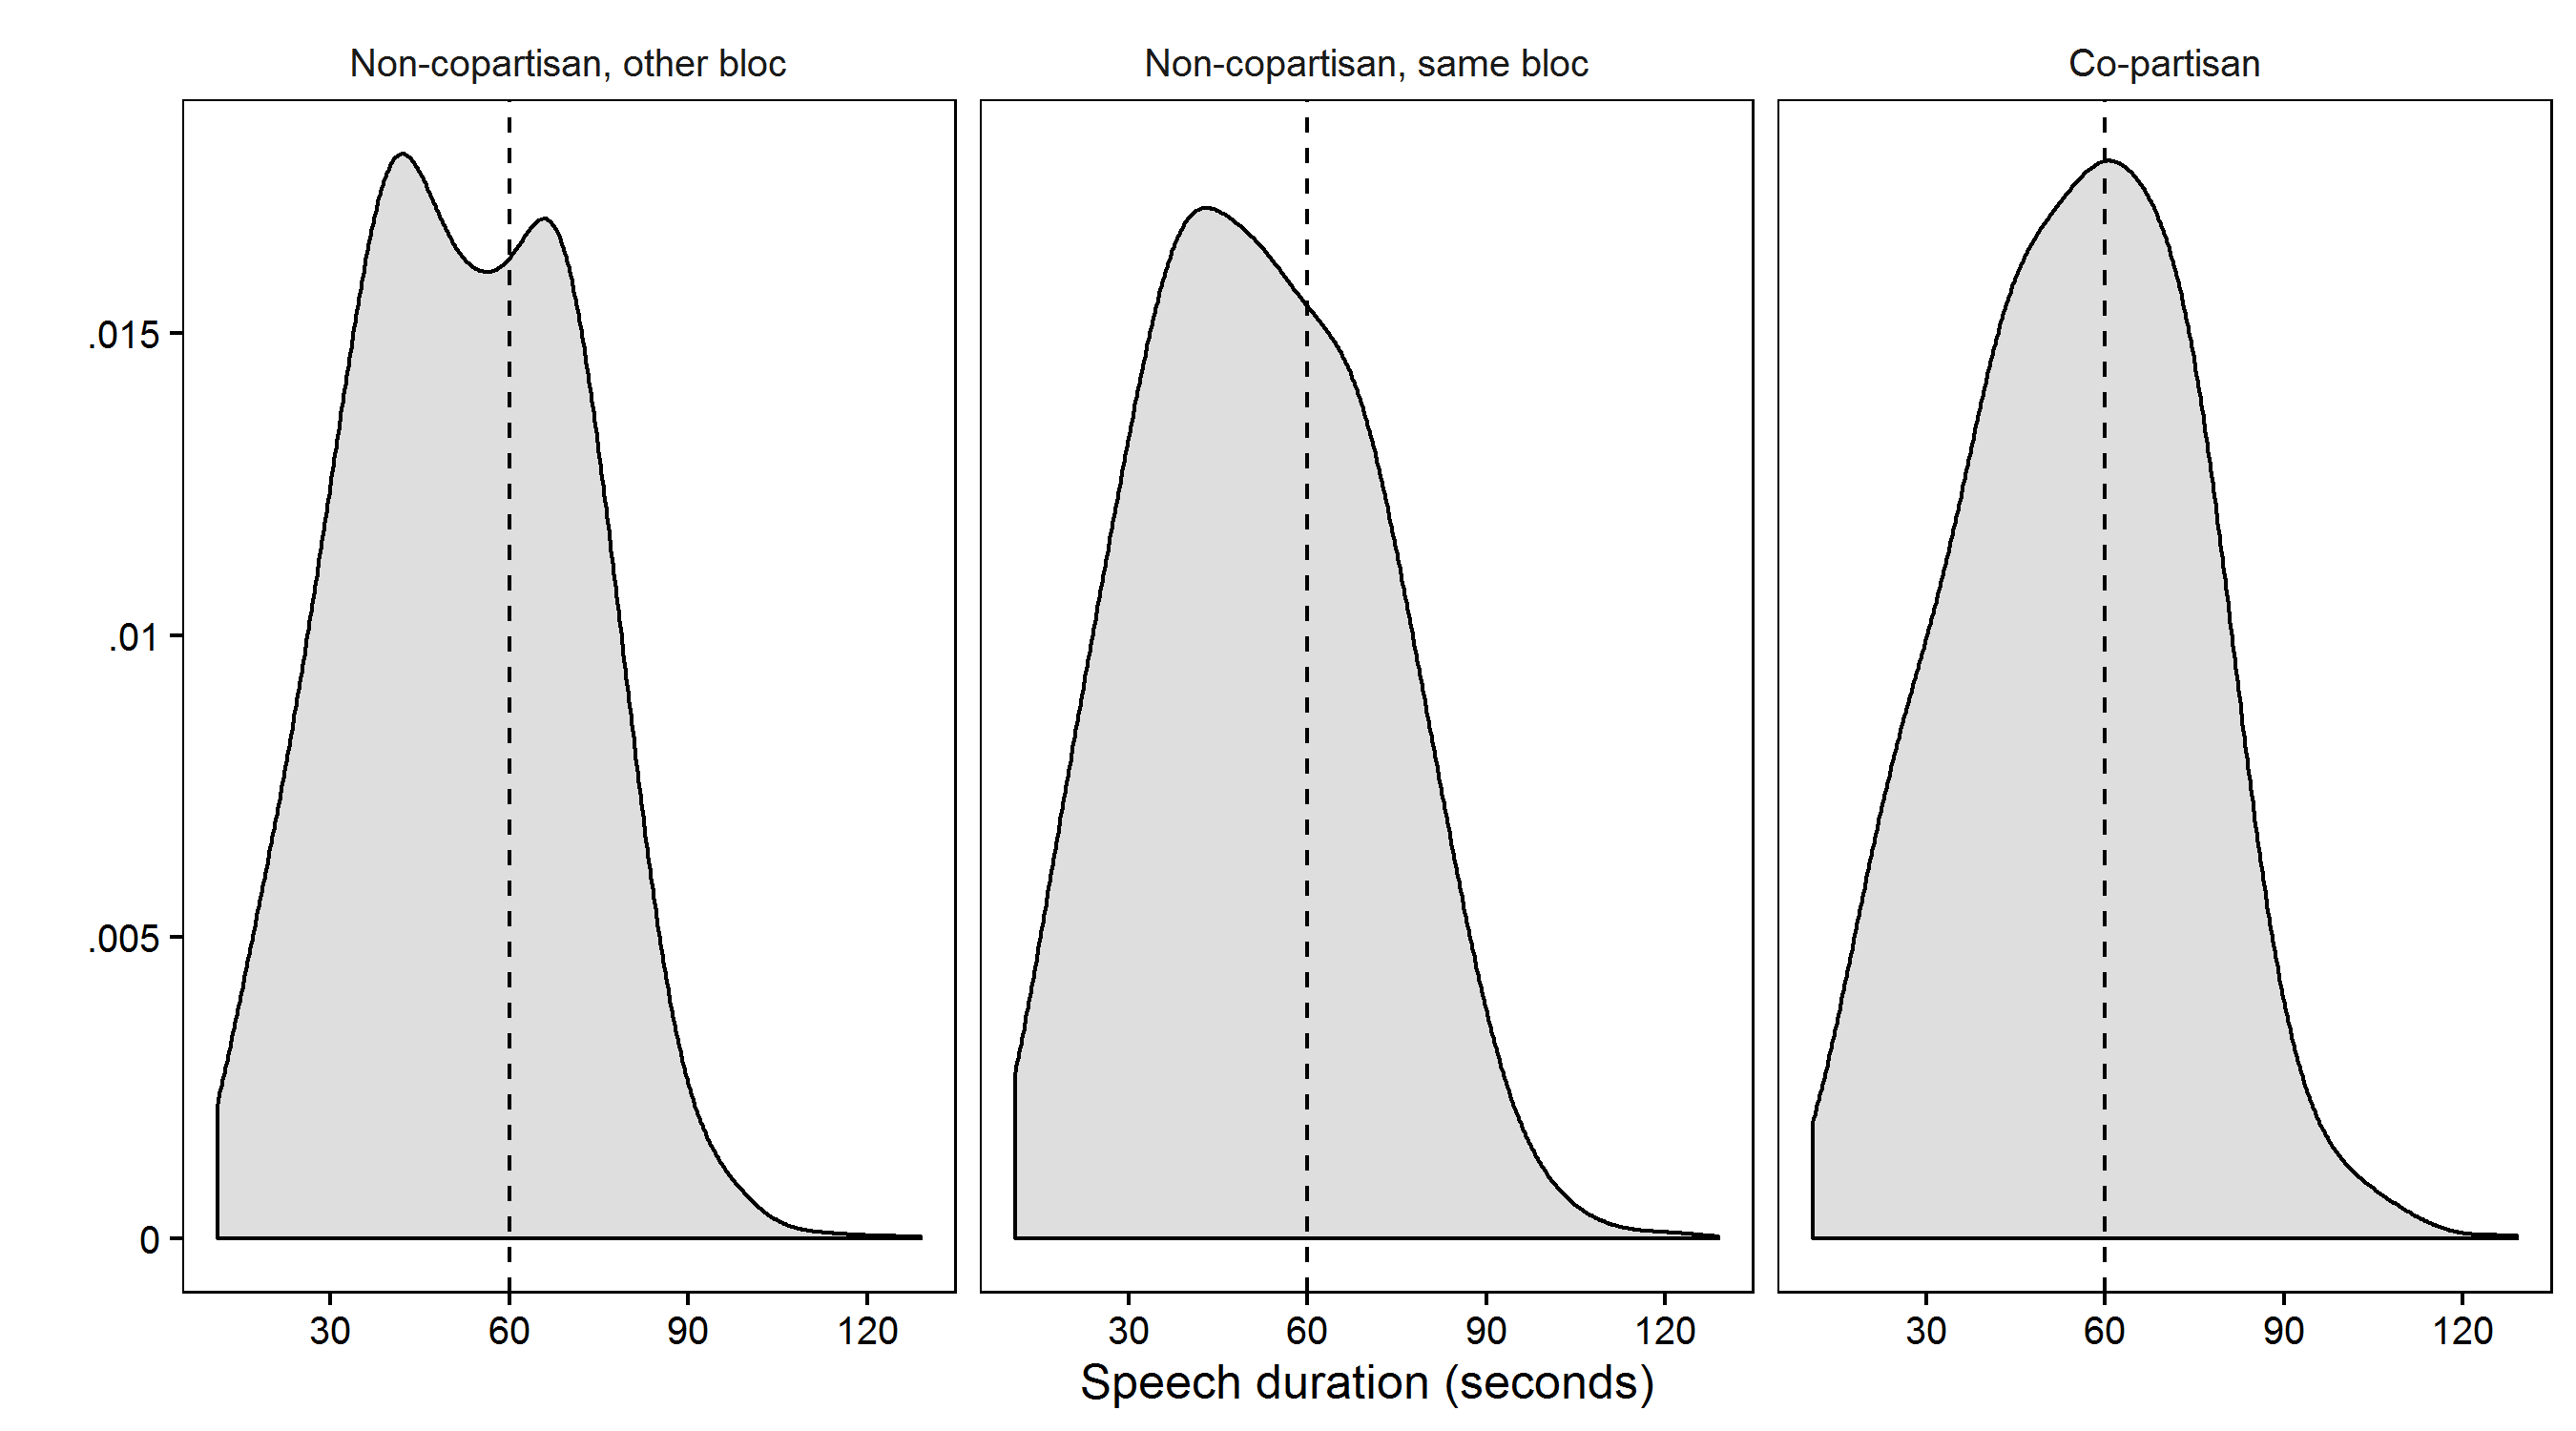 Non-copartisan, other bloc
Non-copartisan, same bloc
Co-partisan
.015
.01
.005
0
30 60 90 120
30 60 90 120
30 60 90 120
Speech duration (seconds)